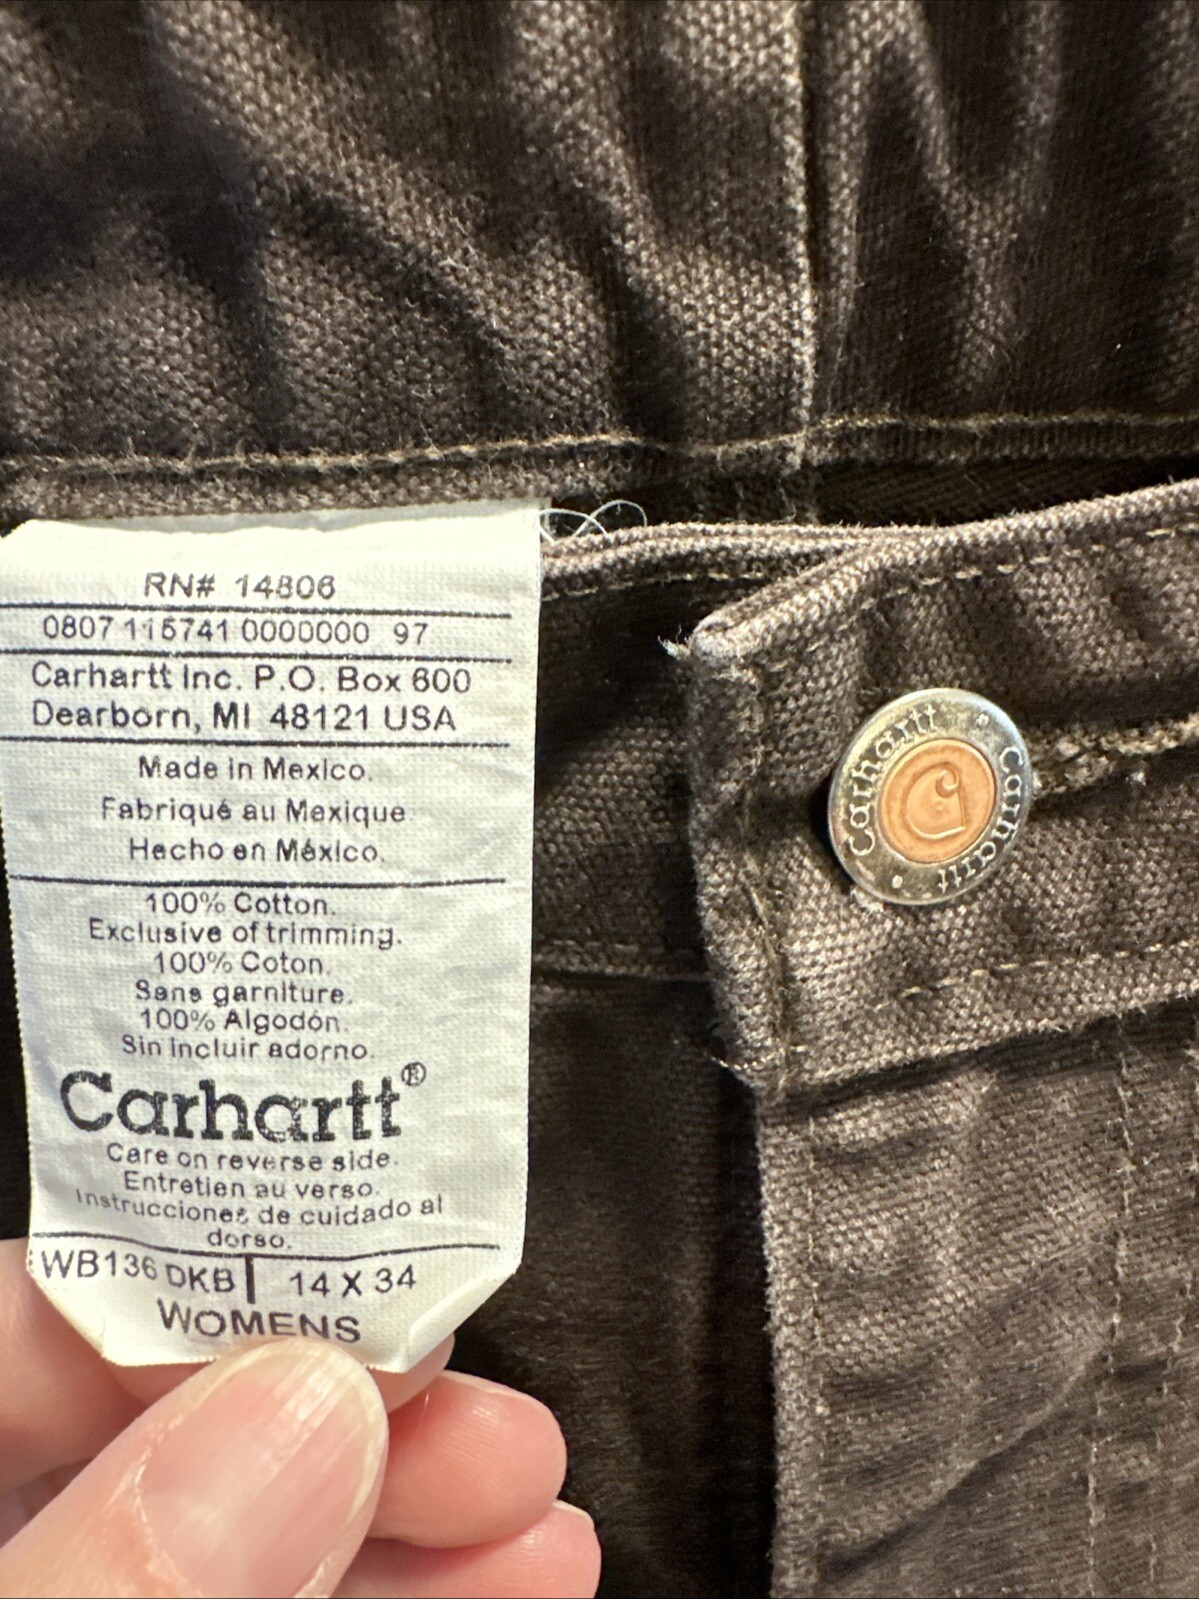 RN# 14806
0807 115741 0000000 97
Carhartt Inc. P.O. Box 600
Dearborn, MI 48121 USA
Made in Mexico.
Fabriqué au Mexique
Hecho en México.
100% Cotton.
Exclusive of trimming.
100% Coton.
Sans garniture.
100% Algodón.
Sin incluir adorno.
Carhartt®
Care on reverse side.
Entretien au verso.
Instrucciones de cuidado al
dorso.
WB136 DKB | 14 X 34
WOMENS
Carhartt • Carhartt •